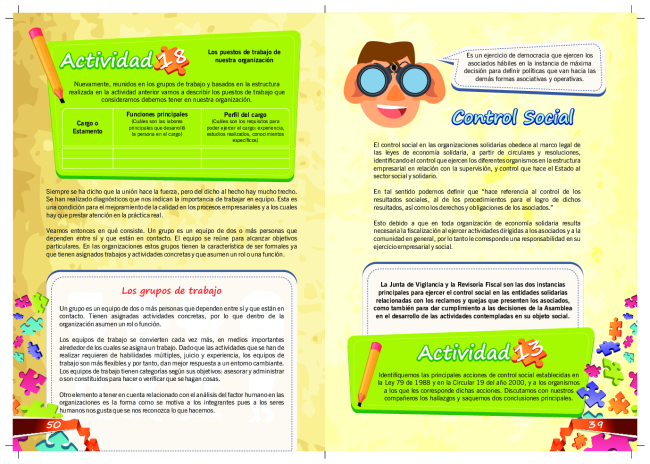 Actividad 18
Los puestos de trabajo de
nuestra organización
Nuevamente, reunidos en los grupos de trabajo y basados en la estructura
realizada en la actividad anterior vamos a describir los puestos de trabajo que
consideramos debemos tener en nuestra organización.
Cargo o
Estamento
Funciones principales
(Cuáles son las labores
principales que desarrolló
la persona en el cargo)
Perfil del cargo
(Cuáles son los requisitos para
poder ejercer el cargo: experiencia,
estudios realizados, conocimientos
específicos)
Siempre se ha dicho que la unión hace la fuerza, pero del dicho al hecho hay mucho trecho.
Se han realizado diagnósticos que nos indican la importancia de trabajar en equipo. Esta es
una condición para el mejoramiento de la calidad en los procesos empresariales y a los cuales
hay que prestar atención en la práctica real.
Veamos entonces en qué consiste. Un grupo es un equipo de dos o más personas que
dependen entre sí y que están en contacto. El equipo se reúne para alcanzar objetivos
particulares. En las organizaciones estos grupos tienen la característica de ser formales ya
que tienen asignados trabajos y actividades concretas y que asumen un rol o una función.
Los grupos de trabajo
Un grupo es un equipo de dos o más personas que dependen entre sí y que están en
contacto. Tienen asignadas actividades concretas, por lo que dentro de la
organización asumen un rol o función.
Los equipos de trabajo se convierten cada vez más, en medios importantes
alrededor de los cuales se asigna un trabajo. Dado que las actividades que se han de
realizar requieren de habilidades múltiples, juicio y experiencia, los equipos de
trabajo son más flexibles y por tanto, dan mejor respuesta a un entorno cambiante.
Los equipos de trabajo tienen categorías según sus objetivos: asesorar y administrar
o son constituidos para hacer o verificar que se hagan cosas.
Otro elemento a tener en cuenta relacionado con el análisis del factor humano en las
organizaciones es la forma como se motiva a los integrantes pues a los seres
humanos nos gusta que se nos reconozca lo que hacemos.
50
Es un ejercicio de democracia que ejercen los
asociados hábiles en la instancia de máxima
decisión para definir políticas que van hacia las
demás formas asociativas y operativas.
Control Social
El control social en las organizaciones solidarias obedece al marco legal de
las leyes de economía solidaria, a partir de circulares y resoluciones,
identificando el control que ejercen los diferentes organismos en la estructura
empresarial en relación con la supervisión, y control que hace el Estado al
sector social y solidario.
En tal sentido podemos definir que "hace referencia al control de los
resultados sociales, al de los procedimientos para el logro de dichos
resultados, así como los derechos y obligaciones de los asociados."
Esto debido a que en toda organización de economía solidaria resulta
necesaria la fiscalización al ejercer actividades dirigidas a los asociados y a la
comunidad en general, por lo tanto le corresponde una responsabilidad en su
ejercicio empresarial y social.
La Junta de Vigilancia y la Revisoría Fiscal son las dos instancias
principales para ejercer el control social en las entidades solidarias
relacionadas con los reclamos y quejas que presenten los asociados,
como también para dar cumplimiento a las decisiones de la Asamblea
en el desarrollo de las actividades contempladas en su objeto social.
Actividad 13
Identifiquemos las principales acciones de control social establecidas en
la Ley 79 de 1988 y en la Circular 19 del año 2000, y a los organismos
a los que les corresponde dichas acciones. Discutamos con nuestros
compañeros los hallazgos y saquemos dos conclusiones principales.
39